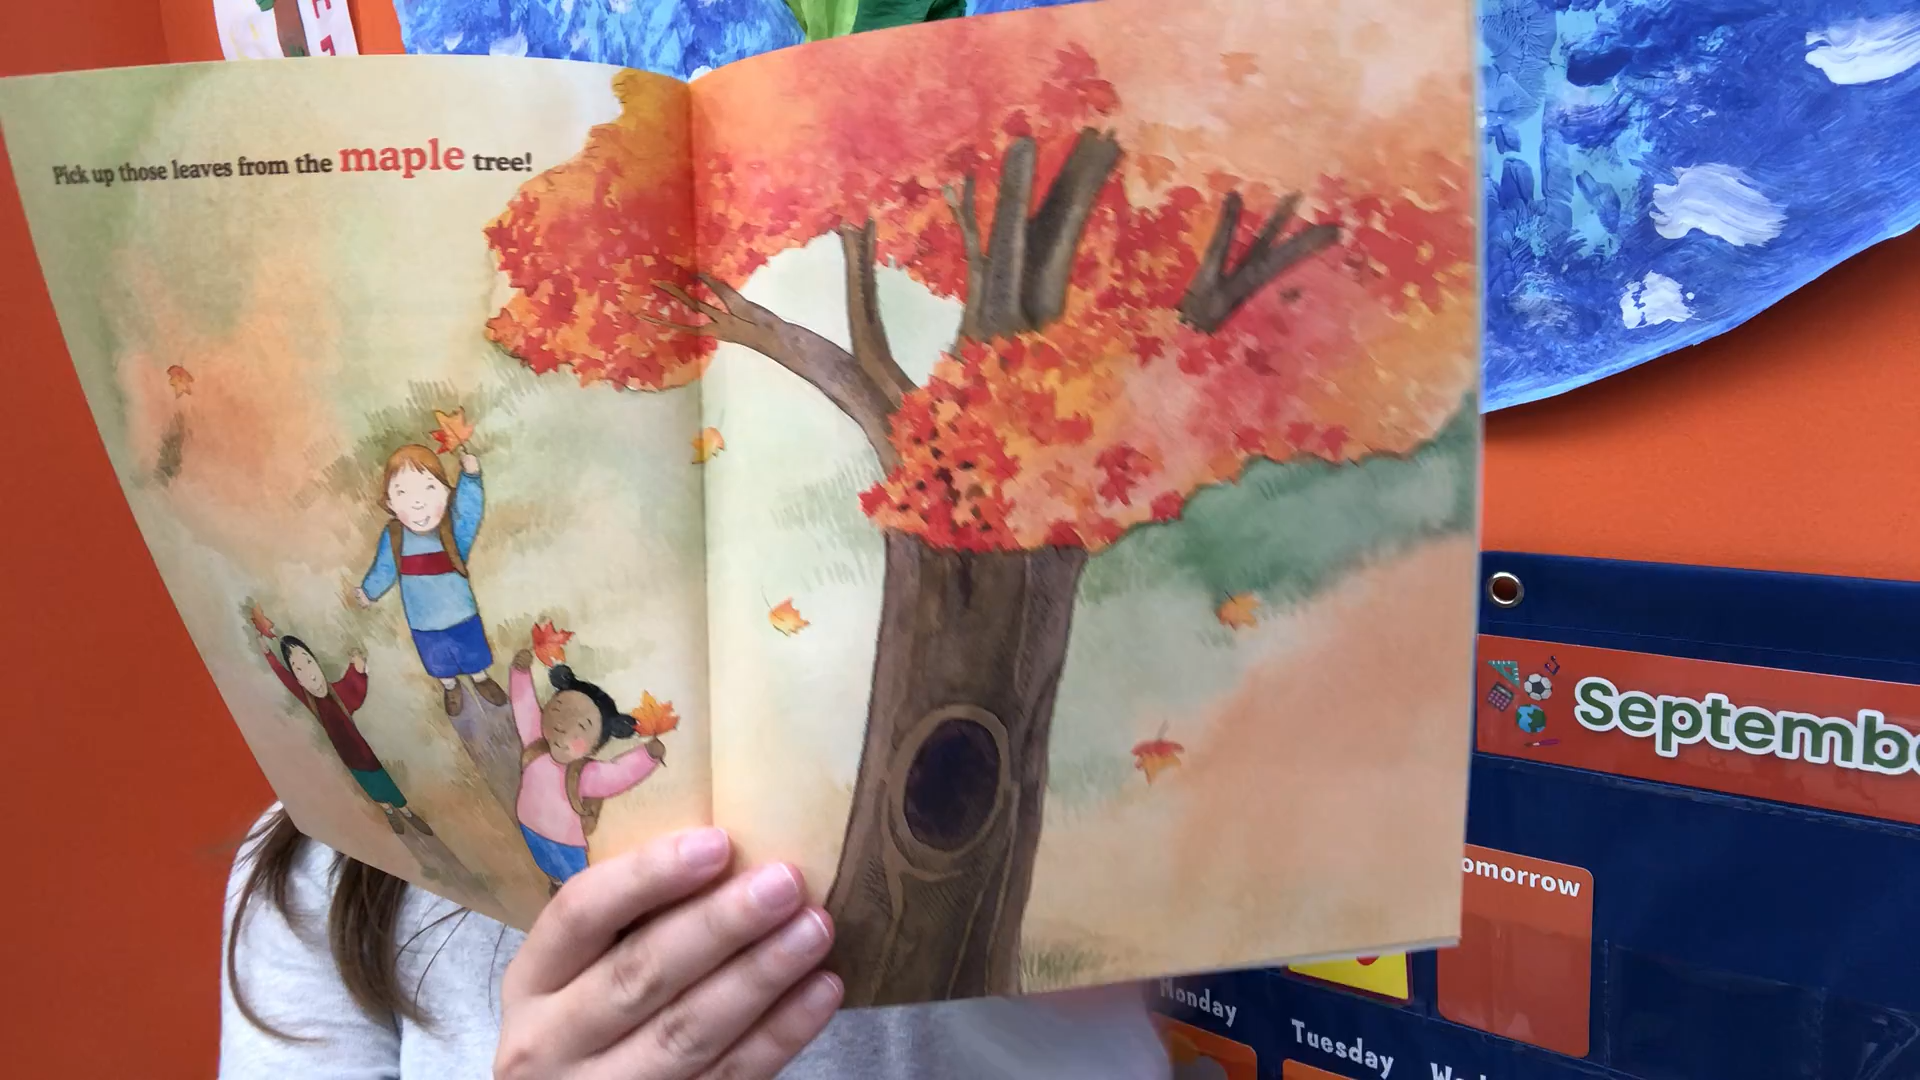 Pick up those leaves from the maple tree!
Septemb
omorrow
Monday
Tuesday